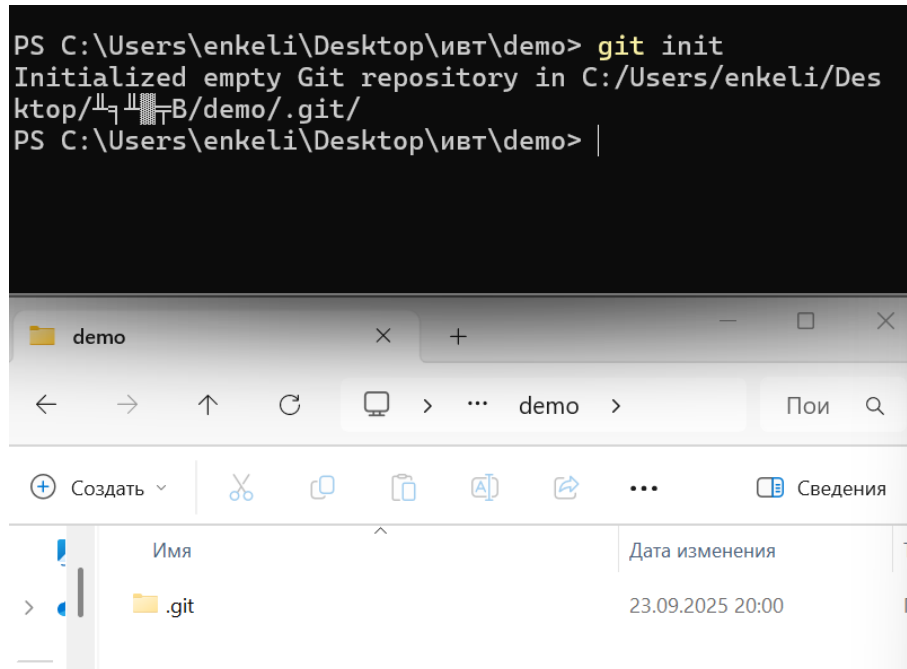 PS C:\Users\enkeli\Desktop\ивт\demo> git init
Initialized empty Git repository in C:/Users/enkeli/Des
ktop/╨╕╨▓╤В/demo/.git/
PS C:\Users\enkeli\Desktop\ивт\demo>
demo
demo
Пои
Создать
Сведения
Имя
Дата изменения
.git
23.09.2025 20:00